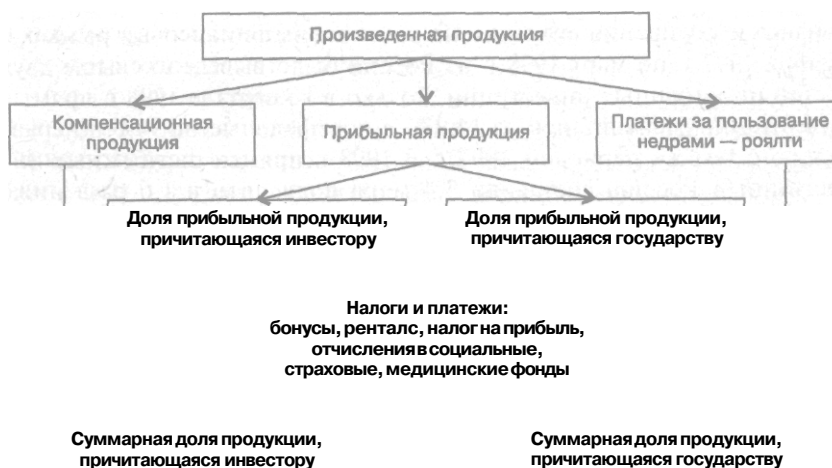 Произведенная продукция
Компенсационная
продукция
Прибыльная продукция
Платежи за пользование
недрами — роялти
Доля прибыльной продукции,
причитающаяся инвестору
Доля прибыльной продукции,
причитающаяся государству
Налоги и платежи:
бонусы, ренталс, налог на прибыль,
отчисления в социальные,
страховые, медицинские фонды
Суммарная доля продукции,
причитающаяся инвестору
Суммарная доля продукции,
причитающаяся государству